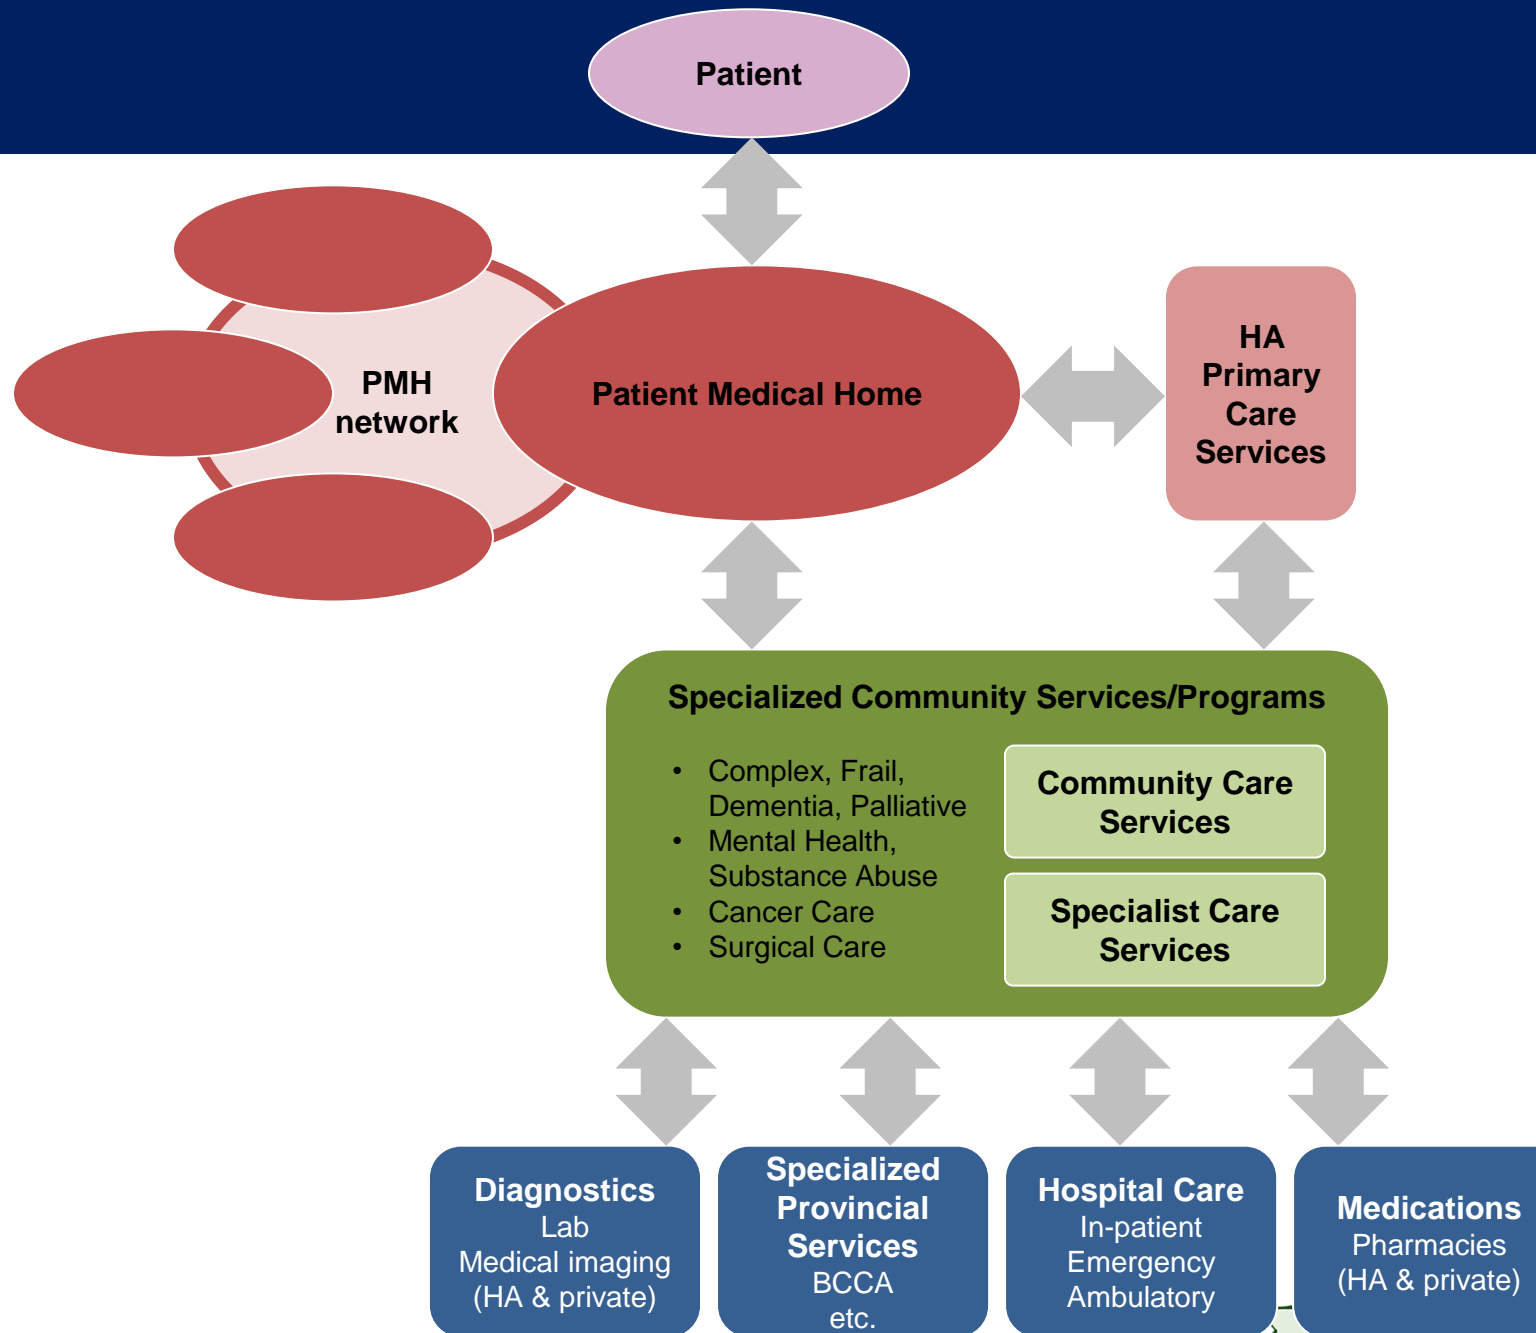 Patient
PMH
network
Patient Medical Home
HA
Primary
Care
Services
Specialized Community Services/Programs
• Complex, Frail,
Dementia, Palliative
• Mental Health,
Substance Abuse
• Cancer Care
• Surgical Care
Community Care
Services
Specialist Care
Services
Diagnostics
Lab
Medical imaging
(HA & private)
Specialized
Provincial
Services
BCCA
etc.
Hospital Care
In-patient
Emergency
Ambulatory
Medications
Pharmacies
(HA & private)